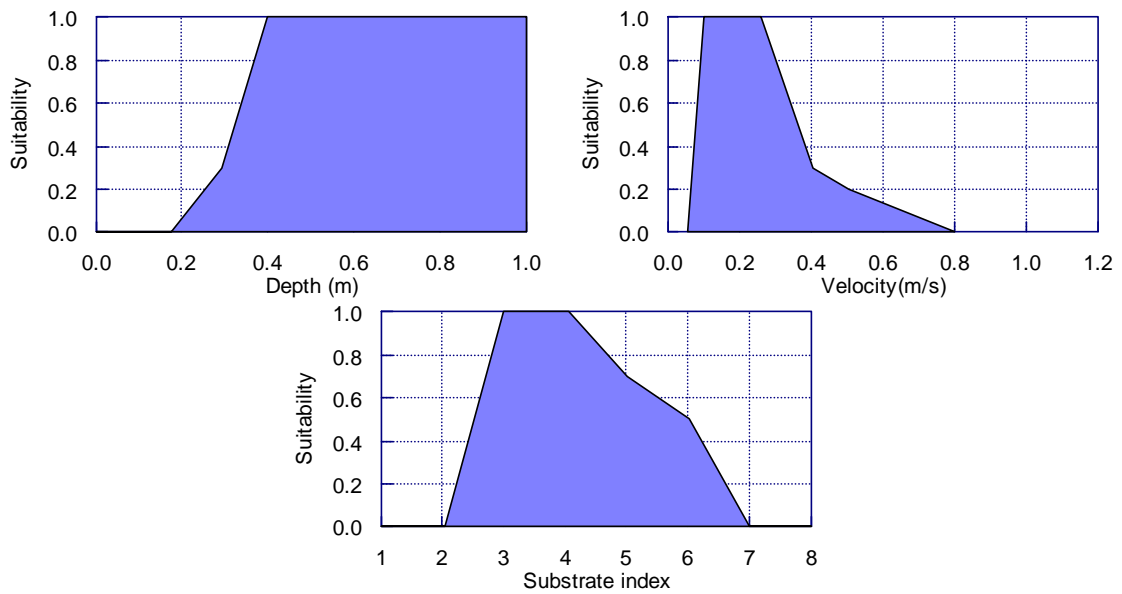 1.0 1.0
0.8 0.8
0.6 0.6
0.4 0.4
0.2 0.2
0.0 0.0
Suitability Suitability
0.0 0.2 0.4 0.6 0.8 1.0 0.0 0.2 0.4 0.6 0.8 1.0 1.2
Depth (m) Velocity(m/s)
1.0
0.8
0.6
0.4
0.2
0.0
Suitability
1 2 3 4 5 6 7 8
Substrate index